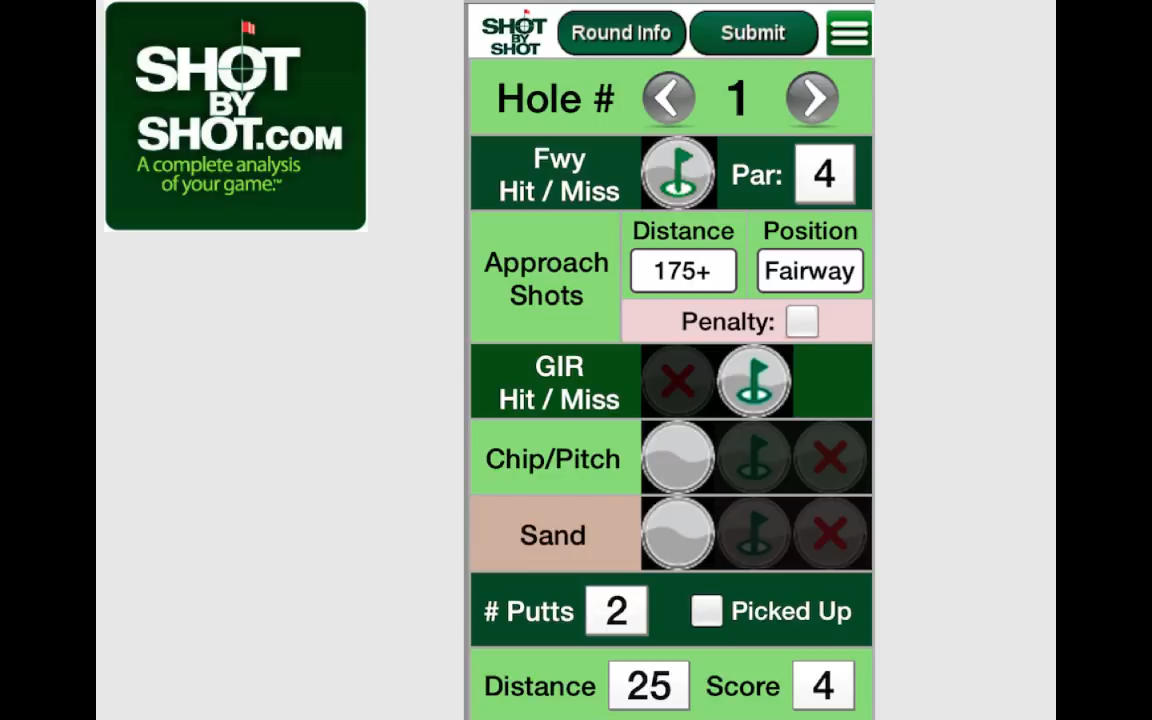 SHOT
BY
SHOT.COM
A complete analysis
of your game.™
SHOT
BY
SHOT
Round Info
Submit
Hole # 1
Fwy
Hit / Miss
Par: 4
Approach
Shots
Distance
Position
175+
Fairway
Penalty:
GIR
Hit / Miss
Chip/Pitch
Sand
# Putts 2
Picked Up
Distance 25
Score 4